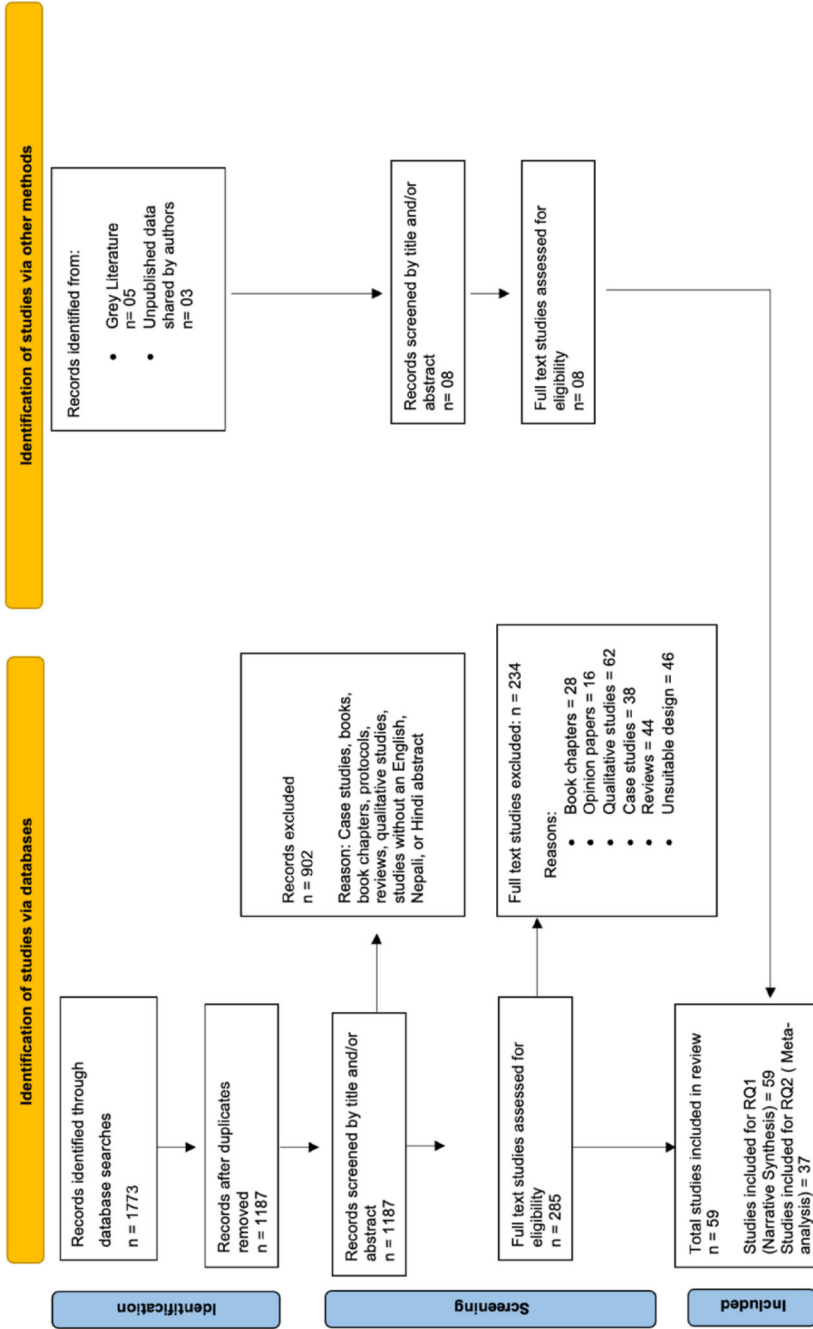 Identification of studies via databases
Identification of studies via other methods
Identification
Records identified through
database searches
n = 1773
Records after duplicates
removed n = 1187
Records identified from:
• Grey Literature
n= 05
• Unpublished data
shared by authors
n= 03
Screening
Records screened by title and/or
abstract
n = 1187
Records excluded
n = 902
Reason: Case studies, books,
book chapters, protocols,
reviews, qualitative studies,
studies without an English,
Nepali, or Hindi abstract
Records screened by title and/or
abstract
n= 08
Full text studies assessed for
eligibility
n = 285
Full text studies excluded: n = 234
Reasons:
• Book chapters = 28
• Opinion papers = 16
• Qualitative studies = 62
• Case studies = 38
• Reviews = 44
• Unsuitable design = 46
Full text studies assessed for
eligibility
n= 08
Included
Total studies included in review
n = 59
Studies included for RQ1
(Narrative Synthesis) = 59
Studies included for RQ2 ( Meta-
analysis) = 37